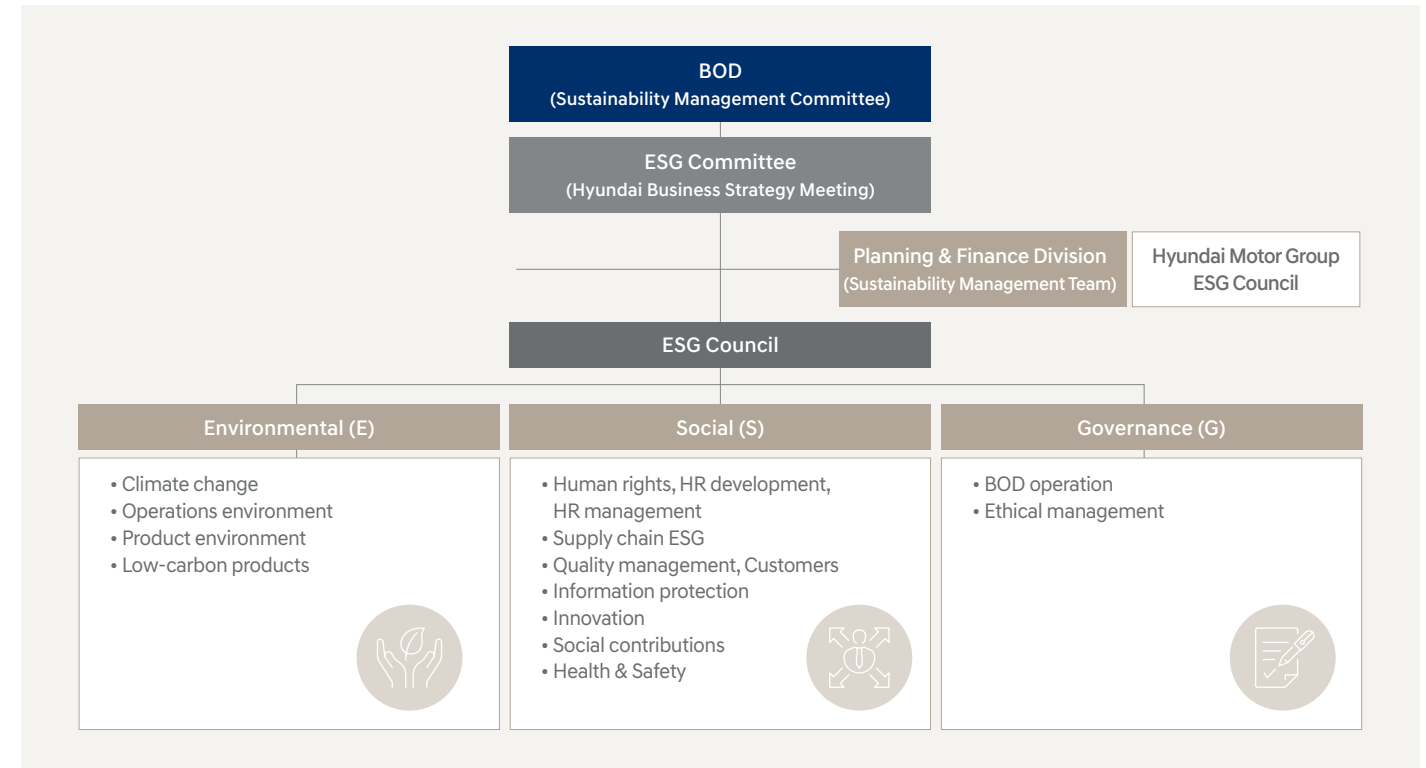 BOD
(Sustainability Management Committee)
ESG Committee
(Hyundai Business Strategy Meeting)
Planning & Finance Division
(Sustainability Management Team)
Hyundai Motor Group
ESG Council
ESG Council
Environmental (E)
• Climate change
• Operations environment
• Product environment
• Low-carbon products
Social (S)
• Human rights, HR development,
HR management
• Supply chain ESG
• Quality management, Customers
• Information protection
• Innovation
• Social contributions
• Health & Safety
Governance (G)
• BOD operation
• Ethical management